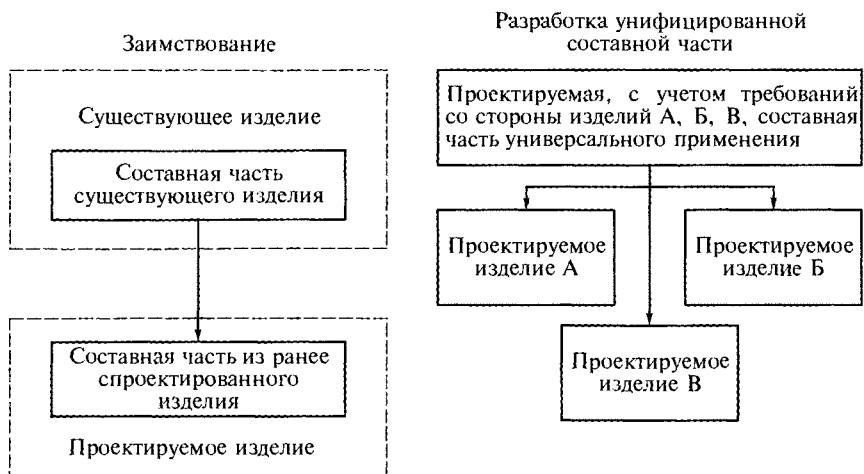 Заимствование
Существующее изделие
Составная часть
существующего изделия
Составная часть из ранее
спроектированного
изделия
Проектируемое изделие
Разработка унифицированной
составной части
Проектируемая, с учетом требований
со стороны изделий А, Б, В, составная
часть универсального применения
Проектируемое
изделие А
Проектируемое
изделие Б
Проектируемое
изделие В